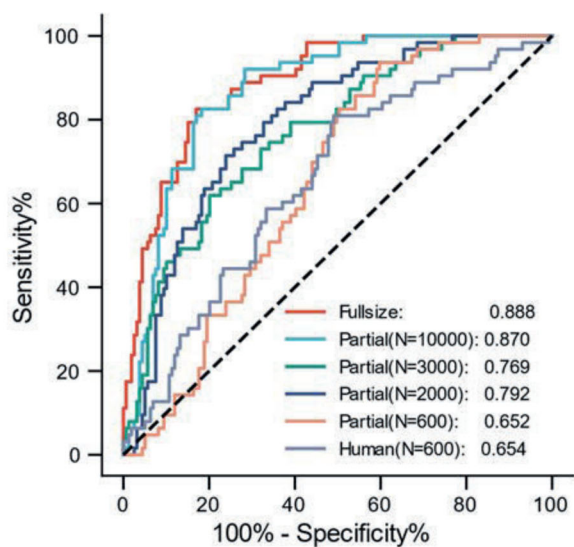 100
80
60
40
20
0
Sensitivity%
Fullsize: 0.888
Partial(N=10000): 0.870
Partial(N=3000): 0.769
Partial(N=2000): 0.792
Partial(N=600): 0.652
Human(N=600): 0.654
0 20 40 60 80 100
100% - Specificity%